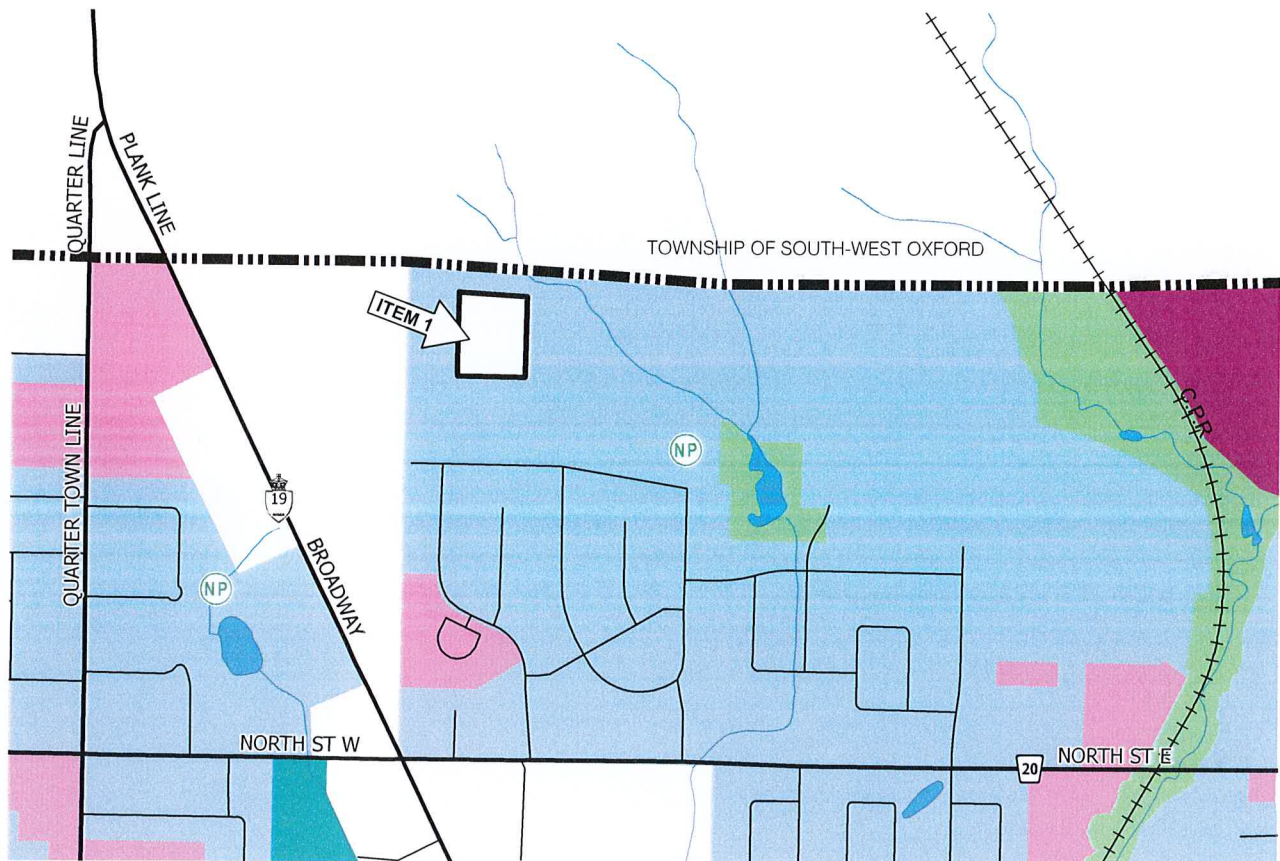 QUARTER LINE
PLANK LINE
TOWNSHIP OF SOUTH-WEST OXFORD
ITEM 1
C.P.R
NP
19
QUARTER TOWN LINE
BROADWAY
NP
NORTH ST W
NORTH ST E
20